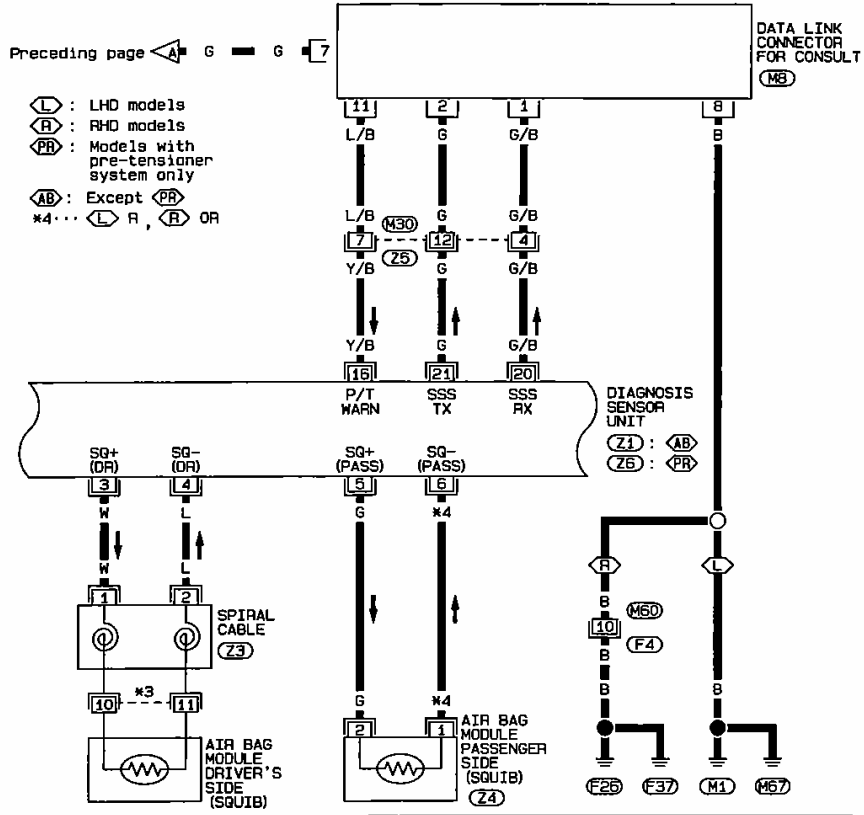 DATA LINK
CONNECTOR
FOR CONSULT
M8
Preceding page A G G 7
11 2 1 8
L/B G G/B B
L : LHD models
R : RHD models
PR : Models with
pre-tensioner
system only
AB : Except PR
*4··· L R , R OR
L/B G G/B
M30
7 12 4
Z5
Y/B G G/B
Y/B G G/B
16 21 20
P/T WARN
SSS TX
SSS RX
DIAGNOSIS
SENSOR
UNIT
Z1 : AB
Z6 : PR
SQ+ (DR)
SQ- (DR)
SQ+ (PASS)
SQ- (PASS)
3 4 5 6
W L G *4
W L
1 2
SPIRAL
CABLE
Z3
R L
B
M60
10
F4
B
*3
10 11
G *4
B B
2 1
AIR BAG
MODULE
DRIVER'S
SIDE
(SQUIB)
AIR BAG
MODULE
PASSENGER
SIDE
(SQUIB)
Z4
F26 F37 M1 M67